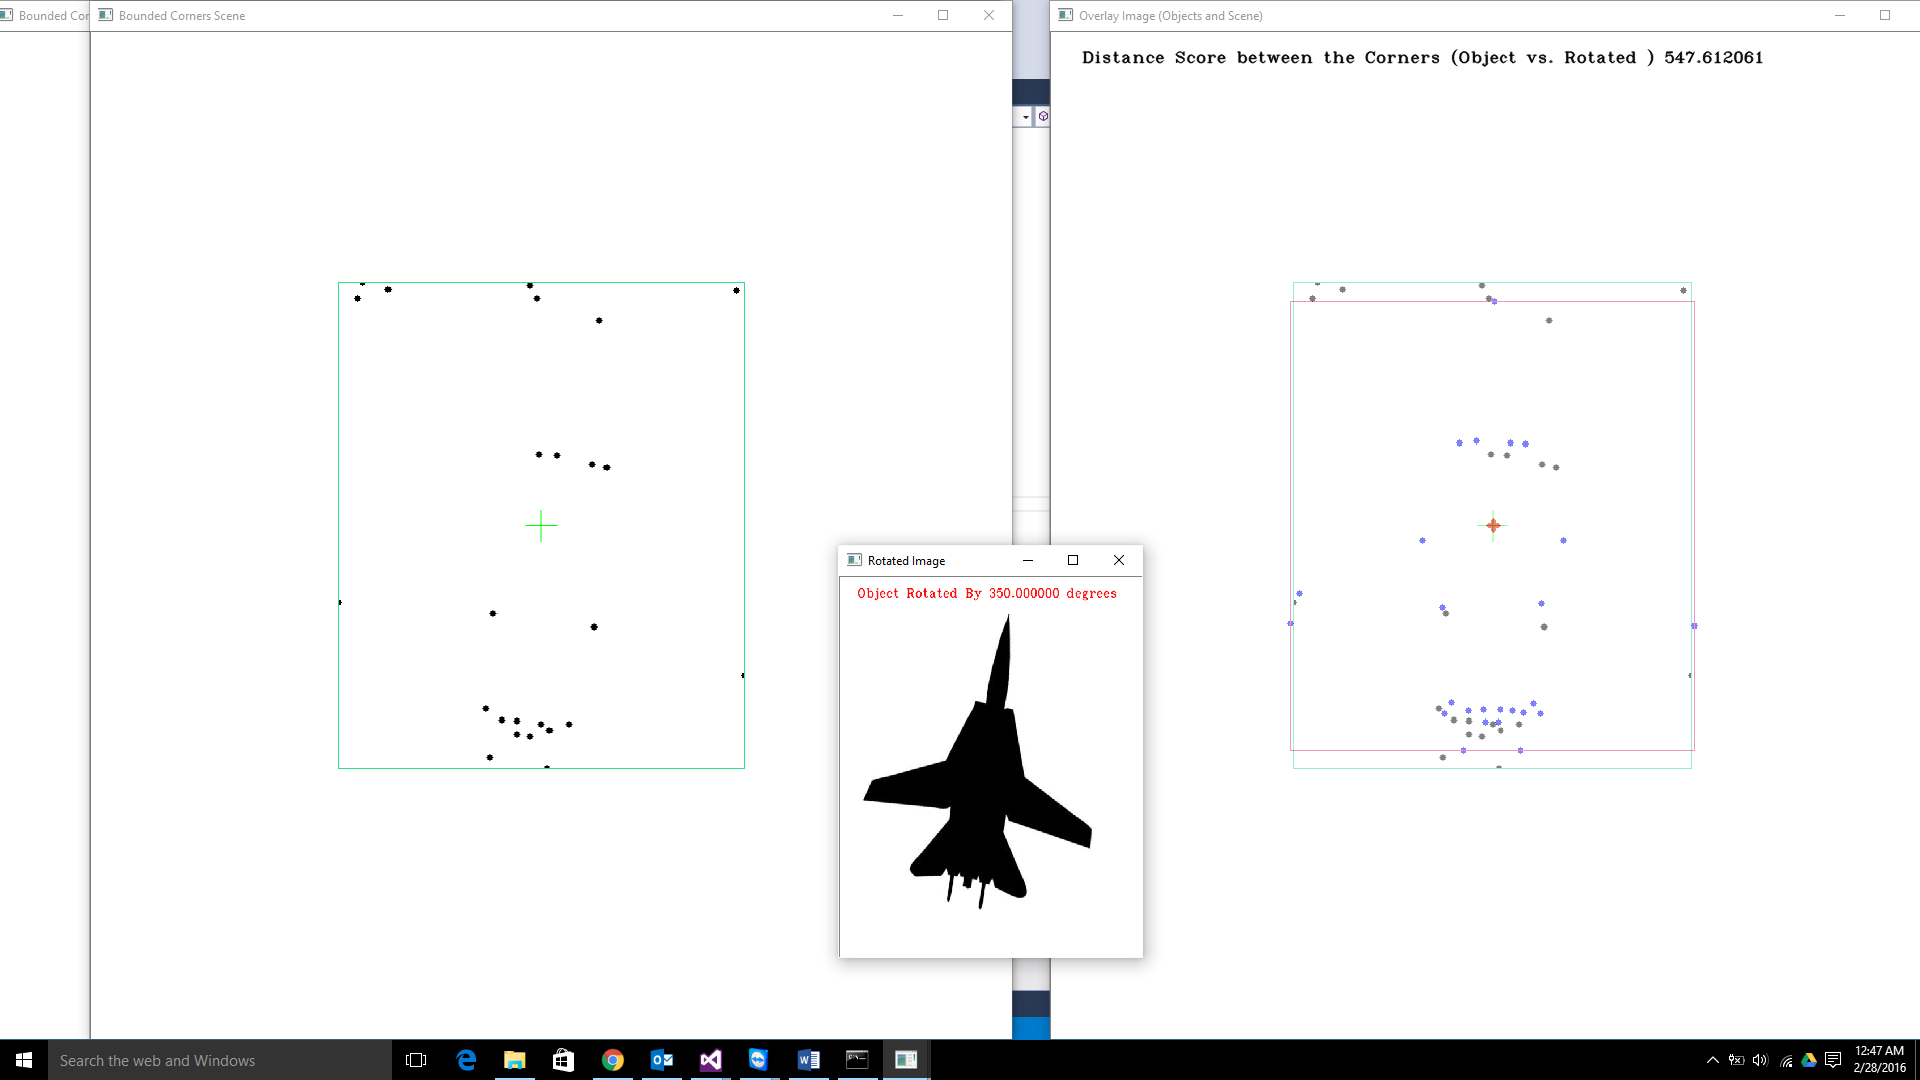 Bounded Cor
Bounded Corners Scene
Overlay Image (Objects and Scene)
Distance Score between the Corners (Object vs. Rotated ) 547.612061
Rotated Image
Object Rotated By 350.000000 degrees
Search the web and Windows
12:47 AM
2/28/2016